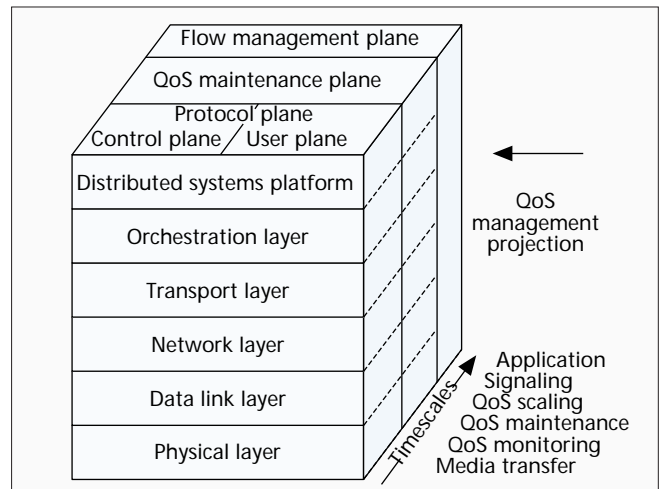 Flow management plane
QoS maintenance plane
Protocol plane
Control plane
User plane
Distributed systems platform
Orchestration layer
Transport layer
Network layer
Data link layer
Physical layer
QoS
management
projection
Timescales
Application
Signaling
QoS scaling
QoS maintenance
QoS monitoring
Media transfer